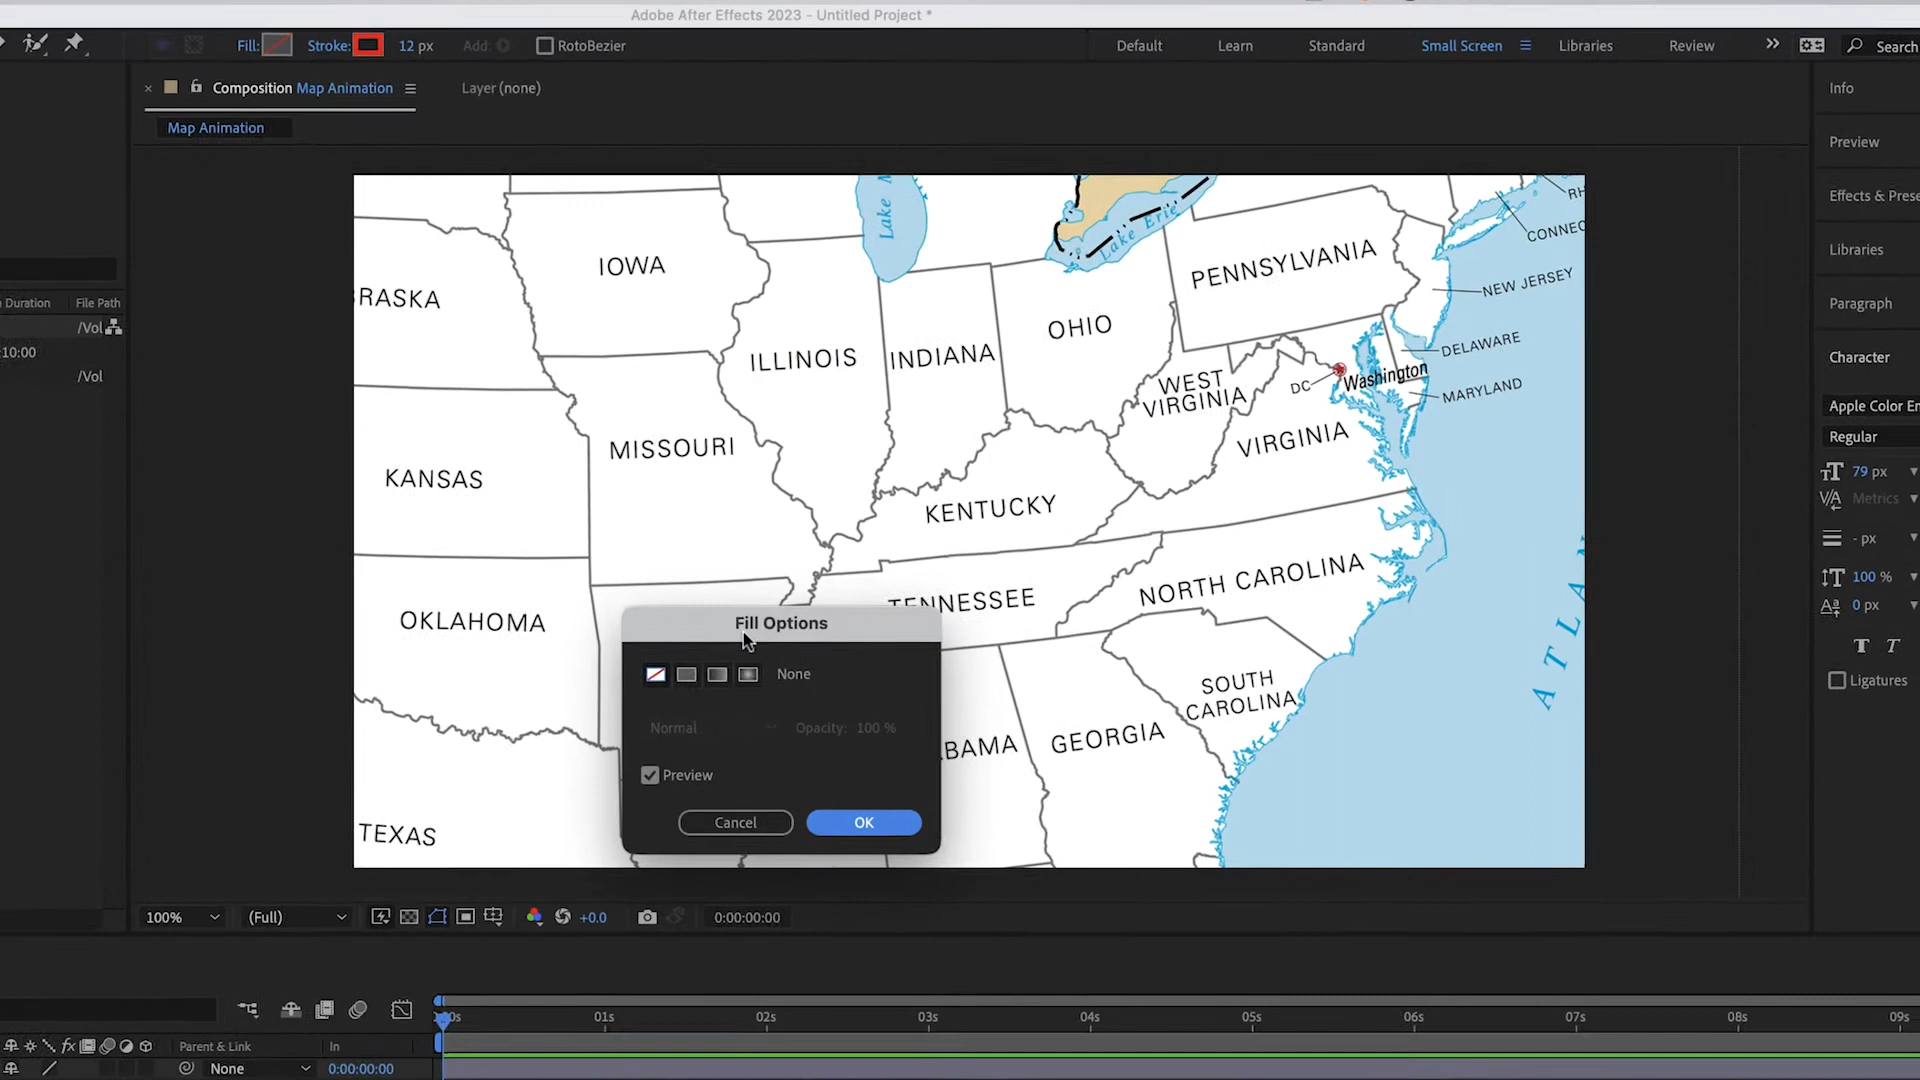 Adobe After Effects 2023 - Untitled Project *
Fill: Stroke: 12 px Add: RotoBezier
Default Learn Standard Small Screen Libraries Review Search
Composition Map Animation Layer (none)
Map Animation
Info
Preview
Effects & Prese
Libraries
Paragraph
Character
Apple Color En
Regular
79 px
Metrics
- px
100 %
0 px
T T
Ligatures
Duration File Path
/Vol
:10:00
/Vol
Lake
Lake Erie
RH
CONNEC
IOWA
PENNSYLVANIA
NEW JERSEY
RASKA
OHIO
ILLINOIS
INDIANA
DELAWARE
WEST
VIRGINIA
DC
Washington
MARYLAND
MISSOURI
VIRGINIA
KANSAS
KENTUCKY
NORTH CAROLINA
TENNESSEE
OKLAHOMA
ATLAN
SOUTH
CAROLINA
BAMA
GEORGIA
TEXAS
Fill Options
None
Normal Opacity: 100 %
Preview
Cancel OK
100% (Full) +0.0 0:00:00:00
00s 01s 02s 03s 04s 05s 06s 07s 08s 09s
fx Parent & Link In
None 0:00:00:00